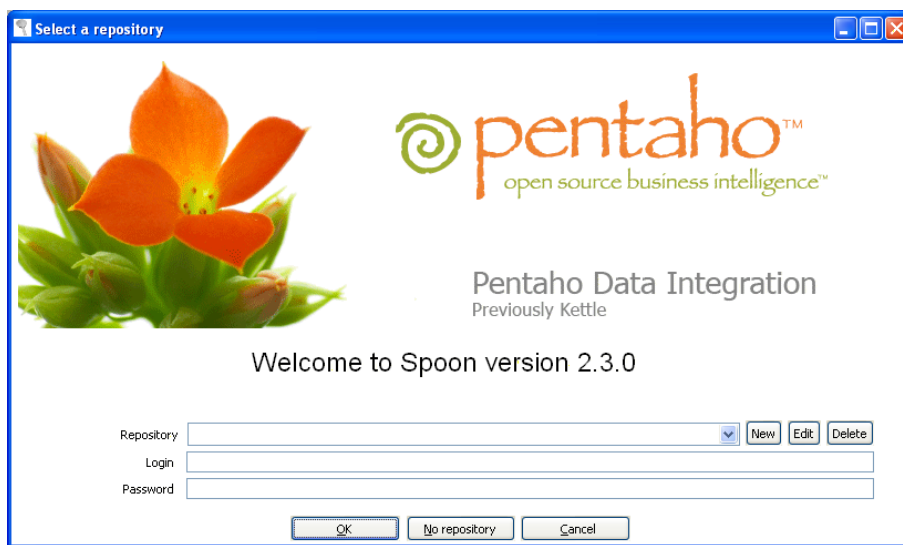 Select a repository
pentaho™
open source business intelligence™
Pentaho Data Integration
Previously Kettle
Welcome to Spoon version 2.3.0
Repository New Edit Delete
Login
Password
OK No repository Cancel